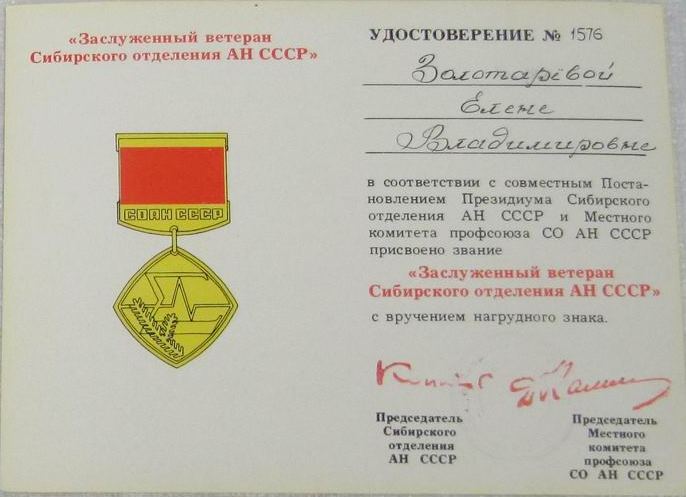 «Заслуженный ветеран
Сибирского отделения АН СССР»
СОАН СССР
УДОСТОВЕРЕНИЕ № 1576
Золотарёвой
Елене
Владимировне
в соответствии с совместным Поста-
новлением Президиума Сибирского
отделения АН СССР и Местного
комитета профсоюза СО АН СССР
присвоено звание
«Заслуженный ветеран
Сибирского отделения АН СССР»
с вручением нагрудного знака.
Председатель
Сибирского
отделения
АН СССР
Председатель
Местного
комитета
профсоюза
СО АН СССР